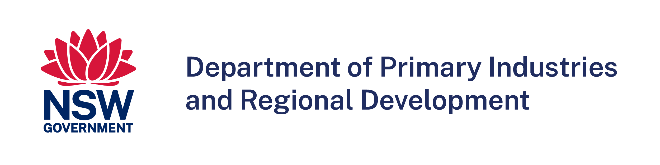 NSW
GOVERNMENT
Department of Primary Industries
and Regional Development